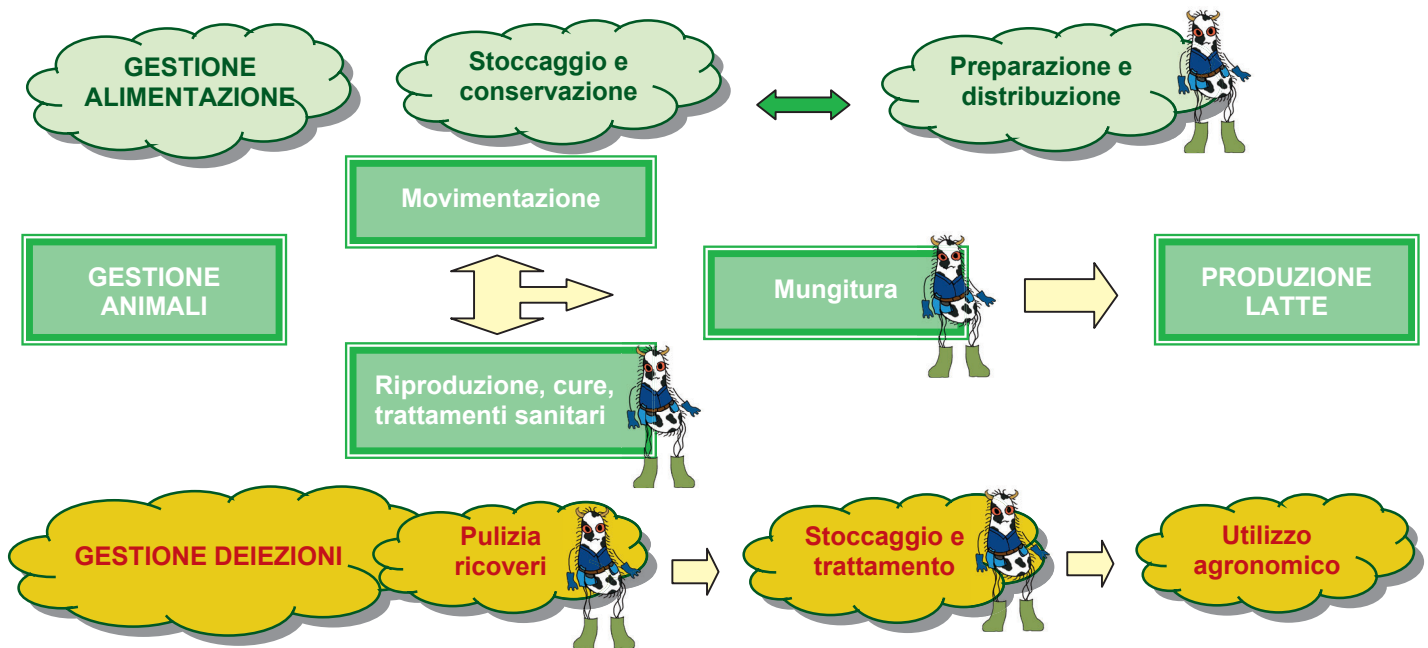 GESTIONE
ALIMENTAZIONE
Stoccaggio e
conservazione
Preparazione e
distribuzione
Movimentazione
GESTIONE
ANIMALI
Mungitura
PRODUZIONE
LATTE
Riproduzione, cure,
trattamenti sanitari
GESTIONE DEIEZIONI
Pulizia
ricoveri
Stoccaggio e
trattamento
Utilizzo
agronomico